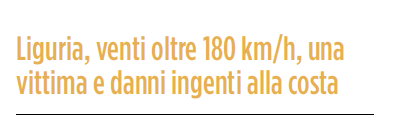 Liguria, venti oltre 180 km/h, una
vittima e danni ingenti alla costa